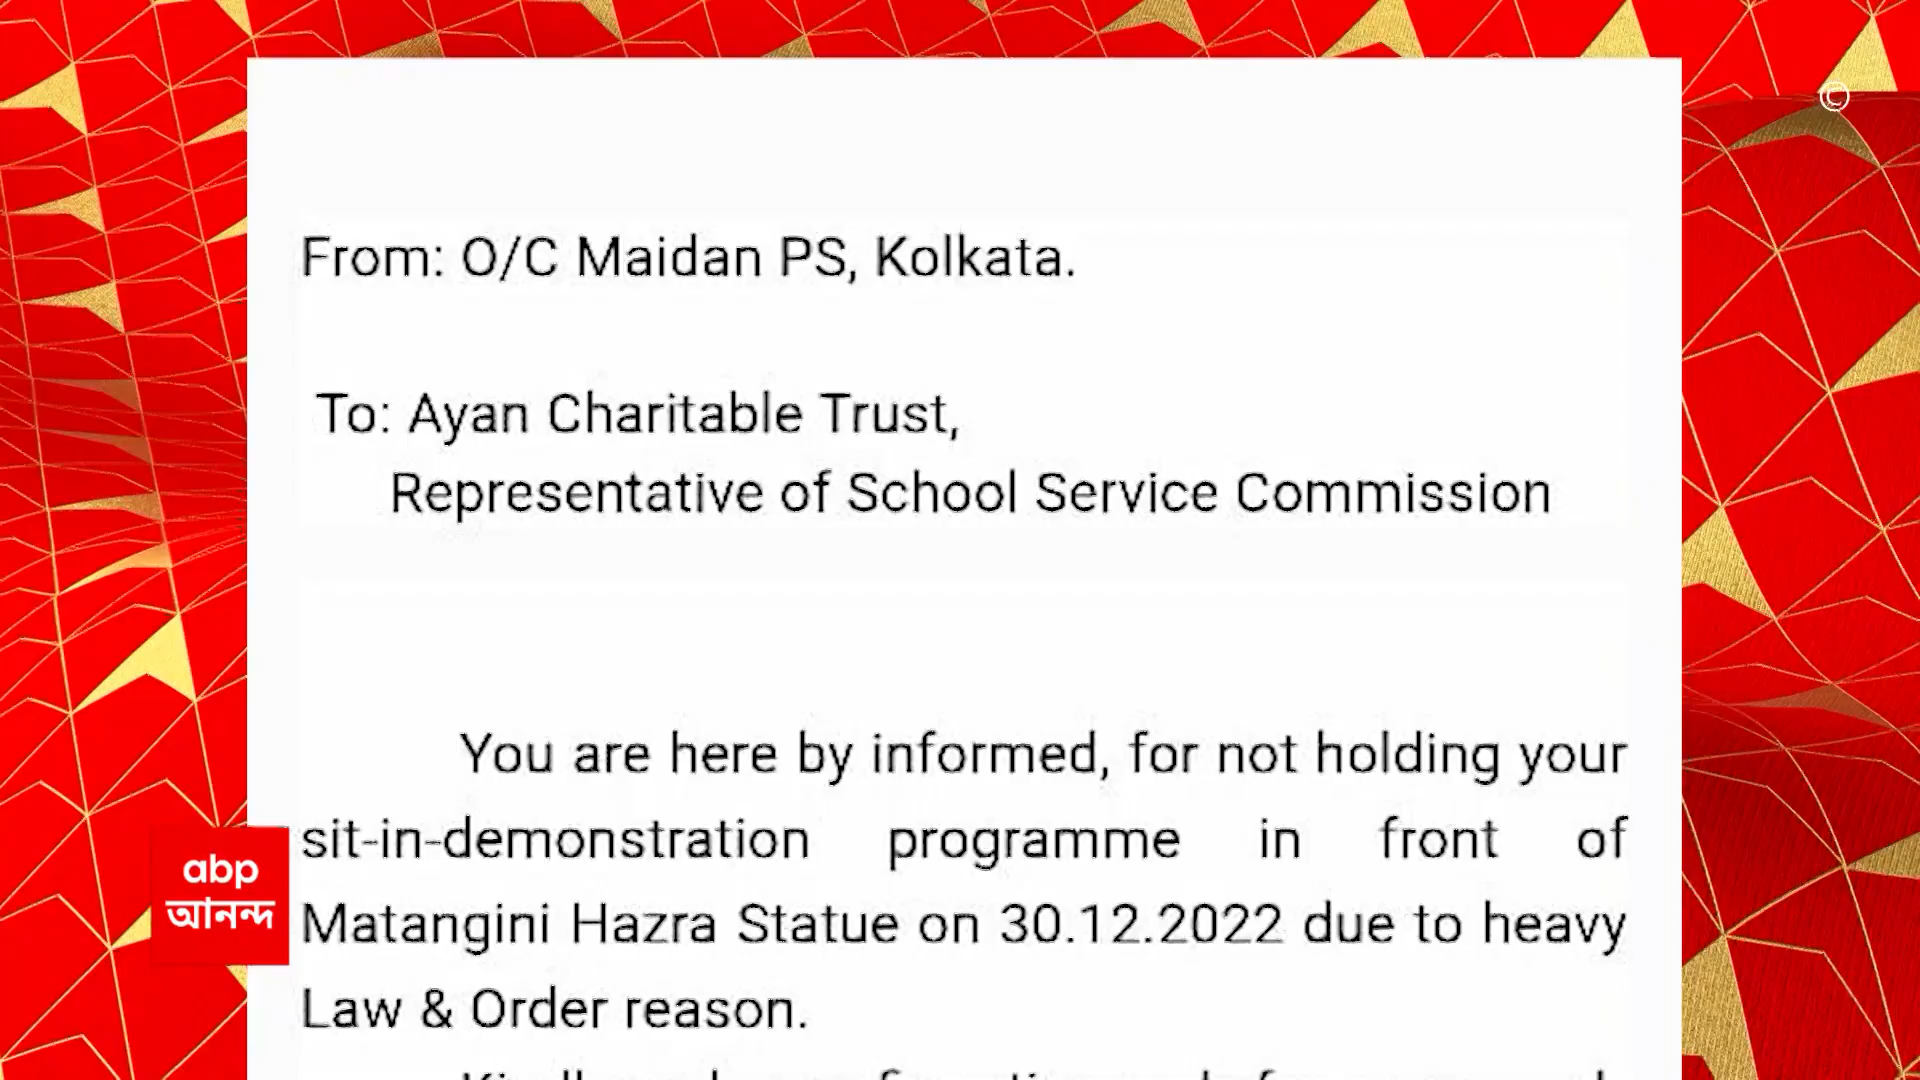 ©
From: O/C Maidan PS, Kolkata.
To: Ayan Charitable Trust,
Representative of School Service Commission
You are here by informed, for not holding your
sit-in-demonstration programme in front of
Matangini Hazra Statue on 30.12.2022 due to heavy
Law & Order reason.
abp
আনন্দ